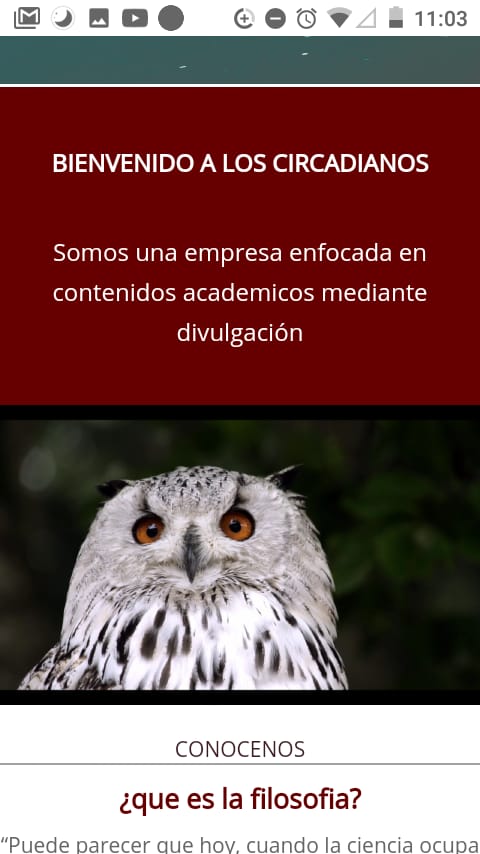 11:03
BIENVENIDO A LOS CIRCADIANOS
Somos una empresa enfocada en
contenidos academicos mediante
divulgación
CONOCENOS
¿que es la filosofia?
“Puede parecer que hoy, cuando la ciencia ocupa